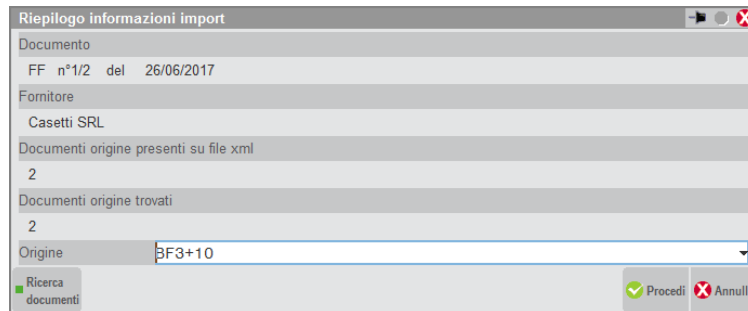 Riepilogo informazioni import
Documento
FF n°1/2 del 26/06/2017
Fornitore
Casetti SRL
Documenti origine presenti su file xml
2
Documenti origine trovati
2
Origine BF3+10
Ricerca
documenti
Procedi Annull